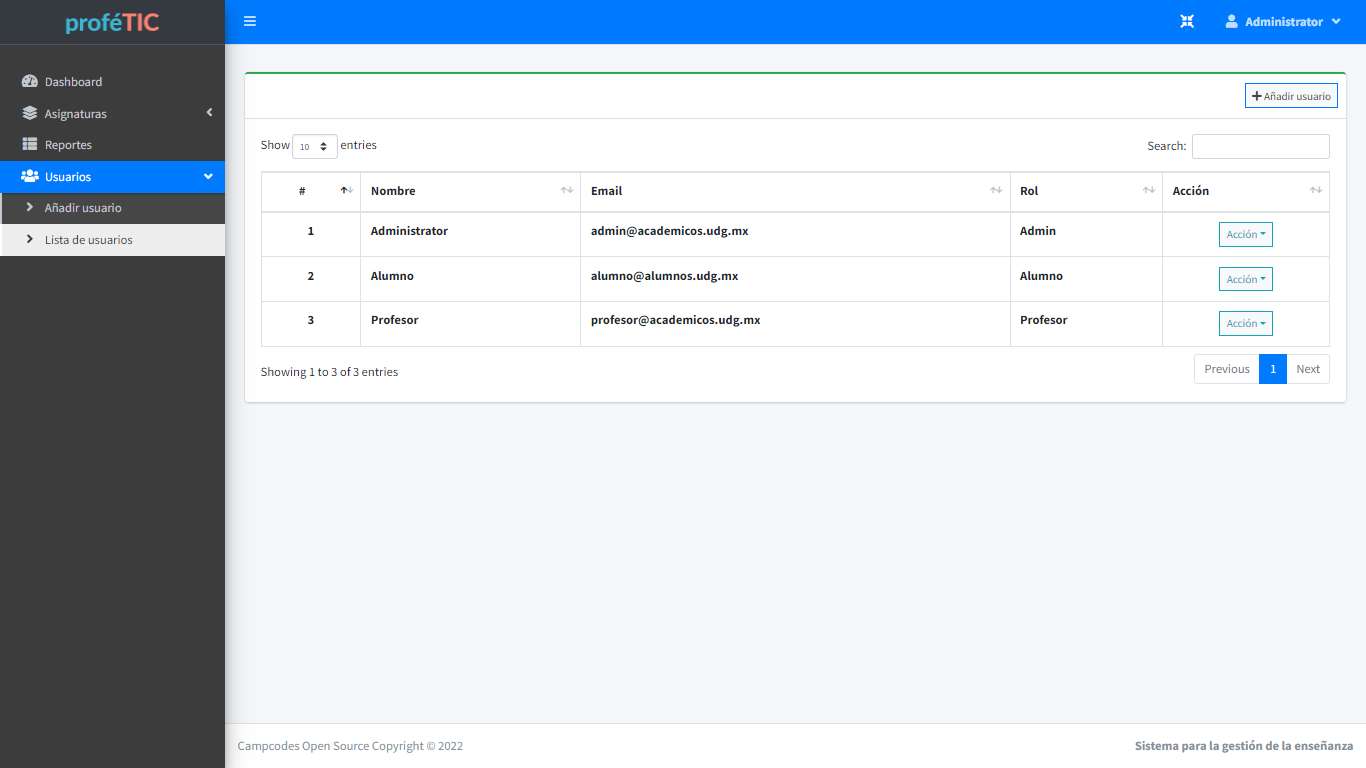 proféTIC
Administrator
Dashboard
Asignaturas
Reportes
Usuarios
Añadir usuario
Lista de usuarios
Añadir usuario
Show 10 entries
Search:
# Nombre Email Rol Acción
1 Administrator admin@academicos.udg.mx Admin Acción
2 Alumno alumno@alumnos.udg.mx Alumno Acción
3 Profesor profesor@academicos.udg.mx Profesor Acción
Showing 1 to 3 of 3 entries
Previous 1 Next
Campcodes Open Source Copyright © 2022
Sistema para la gestión de la enseñanza